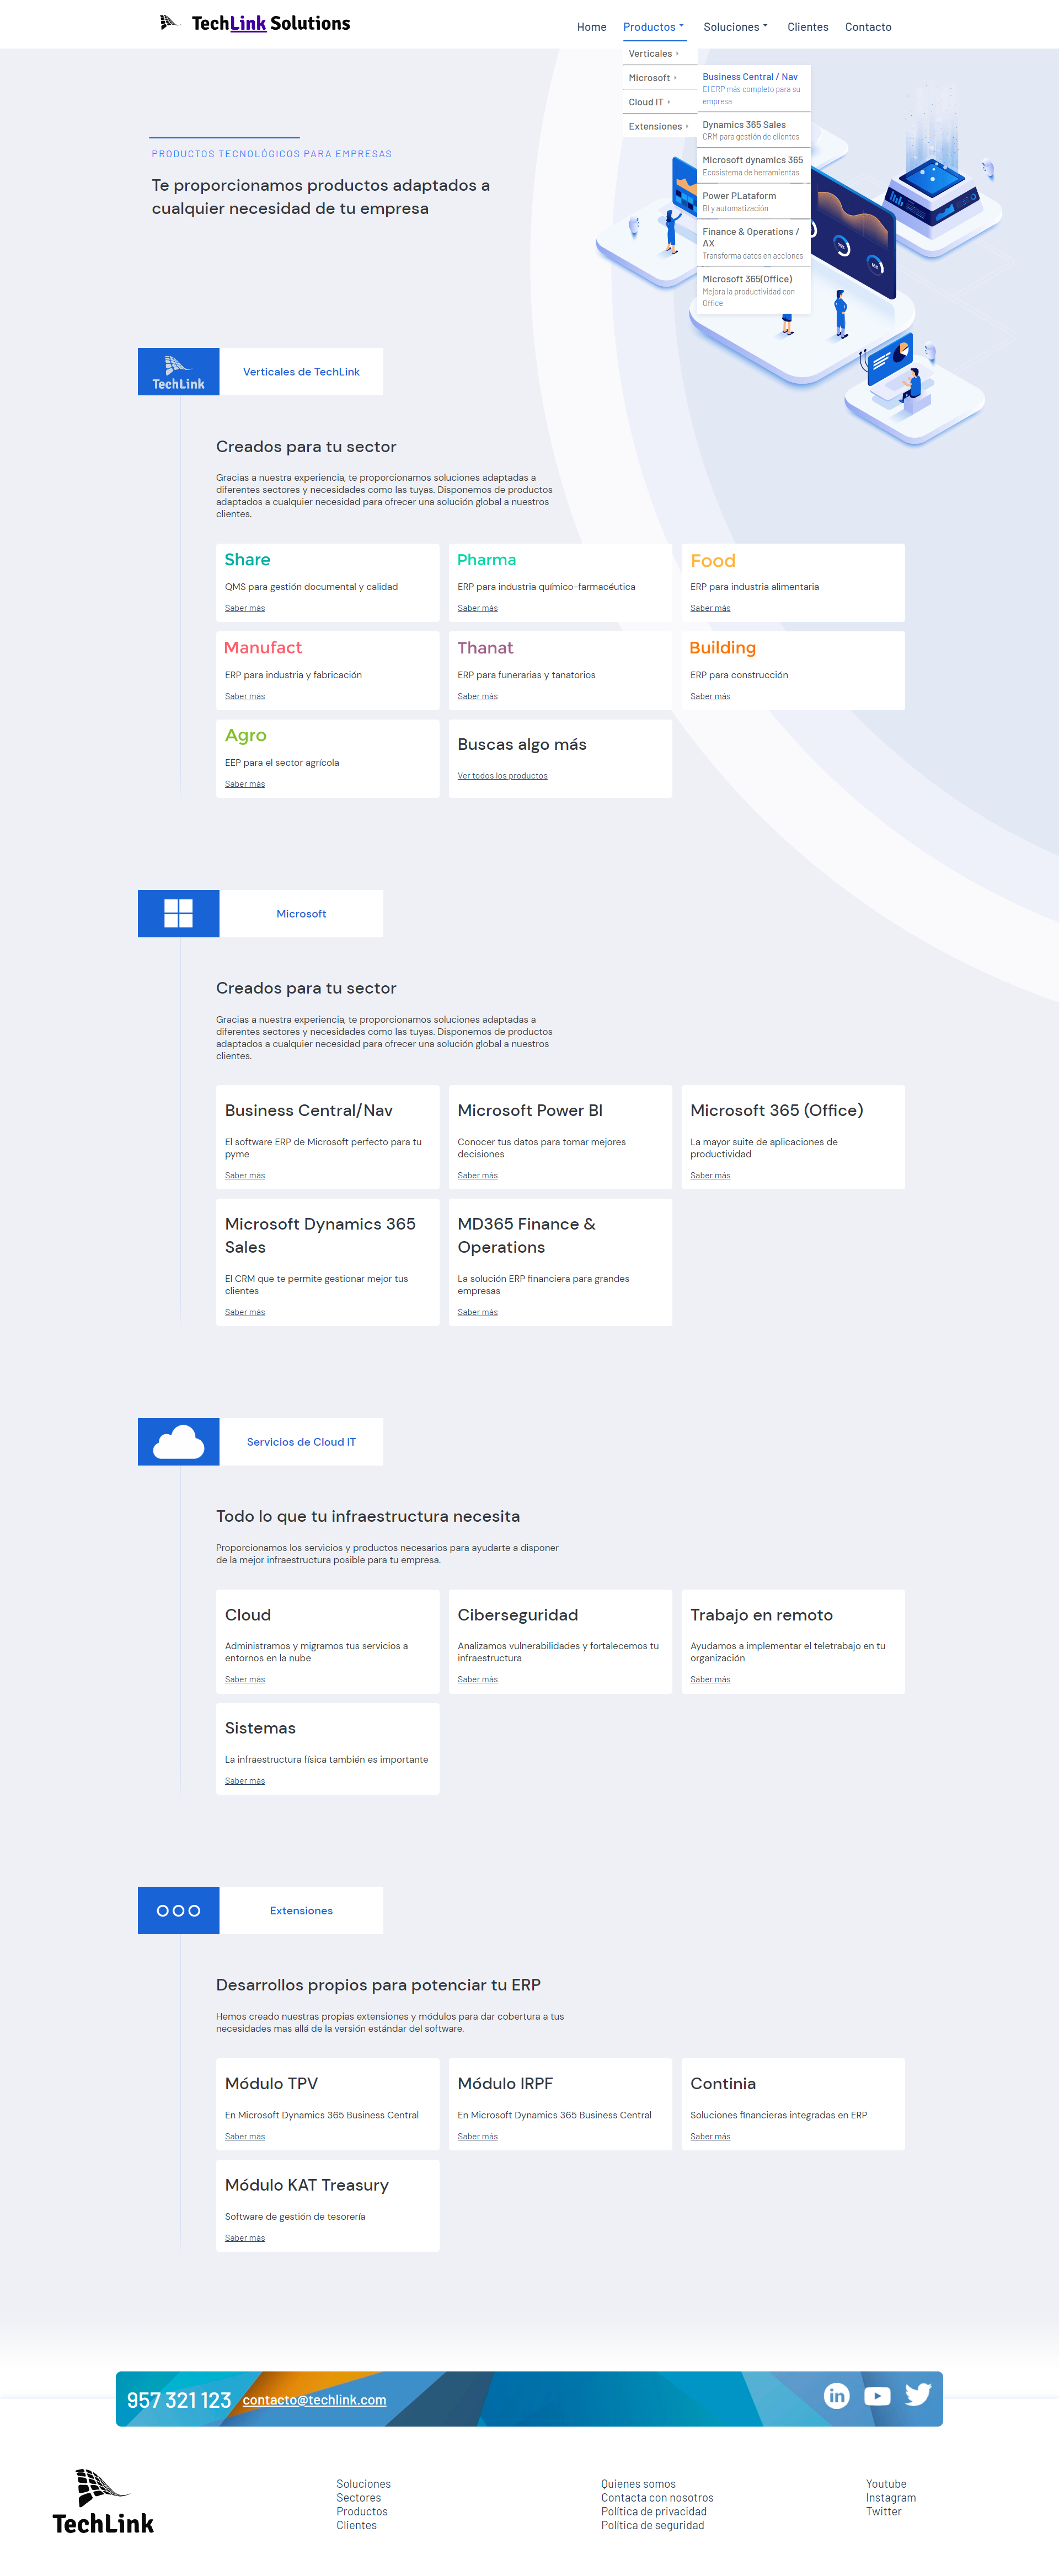 TechLink Solutions
Home
Productos
Soluciones
Clientes
Contacto
Verticales
Microsoft
Cloud IT
Extensiones
Business Central / Nav
El ERP más completo para su
empresa
Dynamics 365 Sales
CRM para gestión de clientes
Microsoft dynamics 365
Ecosistema de herramientas
Power PLataform
BI y automatización
Finance & Operations /
AX
Transforma datos en acciones
Microsoft 365(Office)
Mejora la productividad con
Office
PRODUCTOS TECNOLÓGICOS PARA EMPRESAS
Te proporcionamos productos adaptados a
cualquier necesidad de tu empresa
TechLink
Verticales de TechLink
Creados para tu sector
Gracias a nuestra experiencia, te proporcionamos soluciones adaptadas a
diferentes sectores y necesidades como las tuyas. Disponemos de productos
adaptados a cualquier necesidad para ofrecer una solución global a nuestros
clientes.
Share
QMS para gestión documental y calidad
Saber más
Pharma
ERP para industria químico-farmacéutica
Saber más
Food
ERP para industria alimentaria
Saber más
Manufact
ERP para industria y fabricación
Saber más
Thanat
ERP para funerarias y tanatorios
Saber más
Building
ERP para construcción
Saber más
Agro
EEP para el sector agrícola
Saber más
Buscas algo más
Ver todos los productos
Microsoft
Creados para tu sector
Gracias a nuestra experiencia, te proporcionamos soluciones adaptadas a
diferentes sectores y necesidades como las tuyas. Disponemos de productos
adaptados a cualquier necesidad para ofrecer una solución global a nuestros
clientes.
Business Central/Nav
El software ERP de Microsoft perfecto para tu
pyme
Saber más
Microsoft Power BI
Conocer tus datos para tomar mejores
decisiones
Saber más
Microsoft 365 (Office)
La mayor suite de aplicaciones de
productividad
Saber más
Microsoft Dynamics 365
Sales
El CRM que te permite gestionar mejor tus
clientes
Saber más
MD365 Finance &
Operations
La solución ERP financiera para grandes
empresas
Saber más
Servicios de Cloud IT
Todo lo que tu infraestructura necesita
Proporcionamos los servicios y productos necesarios para ayudarte a disponer
de la mejor infraestructura posible para tu empresa.
Cloud
Administramos y migramos tus servicios a
entornos en la nube
Saber más
Ciberseguridad
Analizamos vulnerabilidades y fortalecemos tu
infraestructura
Saber más
Trabajo en remoto
Ayudamos a implementar el teletrabajo en tu
organización
Saber más
Sistemas
La infraestructura física también es importante
Saber más
Extensiones
Desarrollos propios para potenciar tu ERP
Hemos creado nuestras propias extensiones y módulos para dar cobertura a tus
necesidades mas allá de la versión estándar del software.
Módulo TPV
En Microsoft Dynamics 365 Business Central
Saber más
Módulo IRPF
En Microsoft Dynamics 365 Business Central
Saber más
Continia
Soluciones financieras integradas en ERP
Saber más
Módulo KAT Treasury
Software de gestión de tesorería
Saber más
957 321 123
contacto@techlink.com
in
TechLink
Soluciones
Sectores
Productos
Clientes
Quienes somos
Contacta con nosotros
Política de privacidad
Política de seguridad
Youtube
Instagram
Twitter